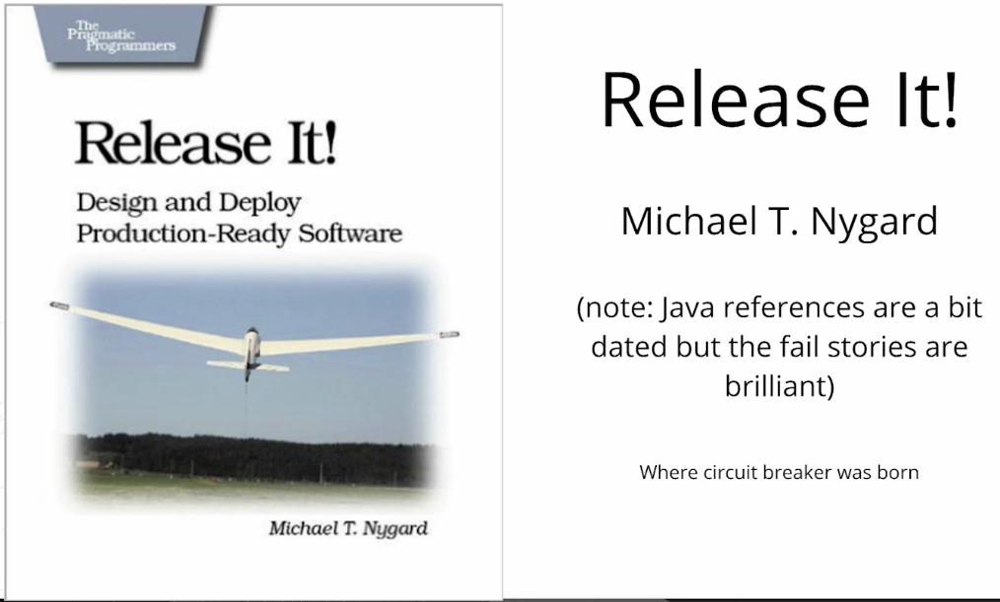 The
Pragmatic
Programmers
Release It!
Design and Deploy
Production-Ready Software
Michael T. Nygard
Release It!
Michael T. Nygard
(note: Java references are a bit
dated but the fail stories are
brilliant)
Where circuit breaker was born